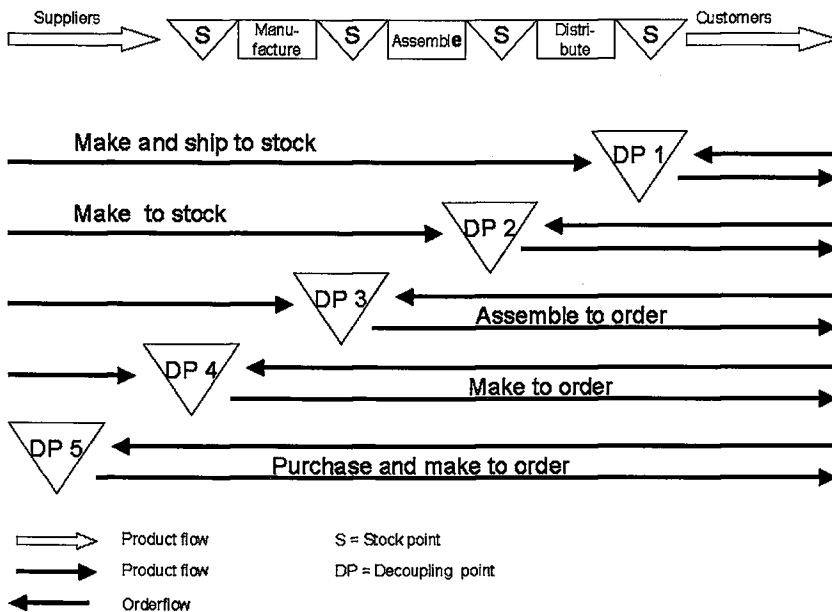 Suppliers
Customers
S
Manu-
facture
S
Assemble
S
Distri-
bute
S
Make and ship to stock
DP 1
Make to stock
DP 2
DP 3
Assemble to order
DP 4
Make to order
DP 5
Purchase and make to order
Product flow
S = Stock point
Product flow
DP = Decoupling point
Orderflow